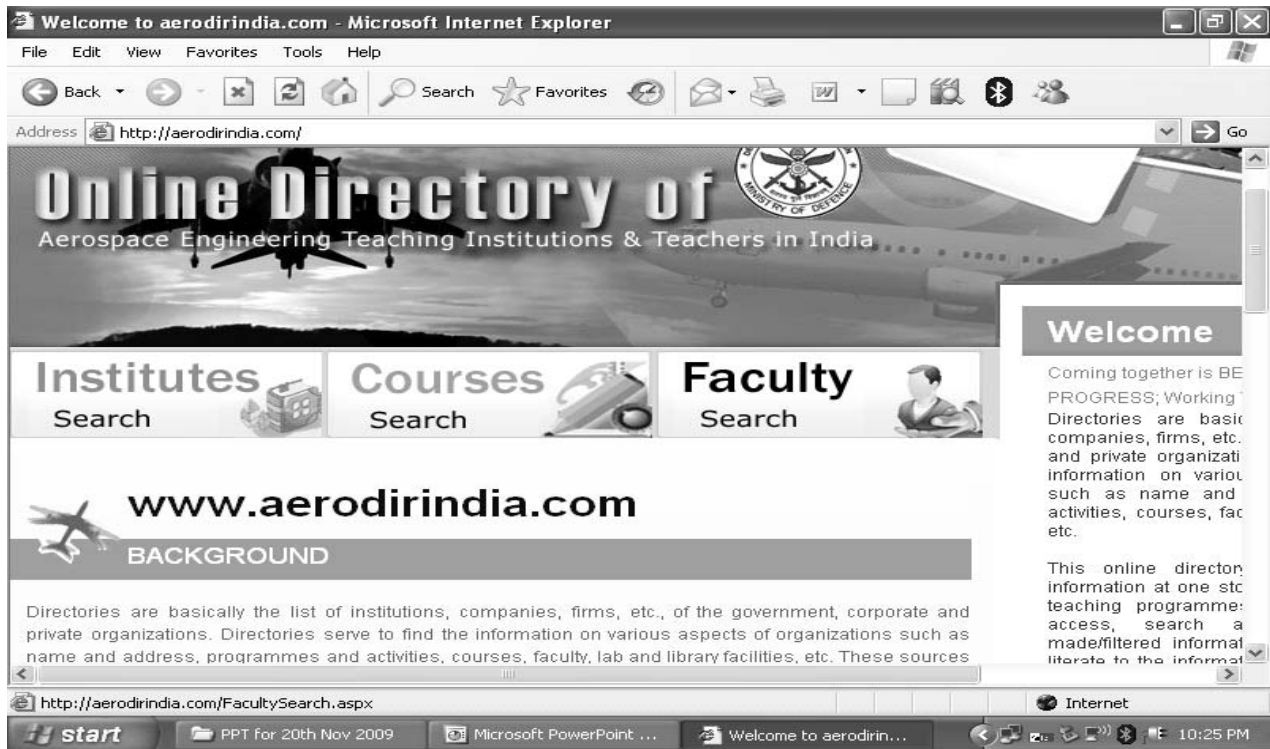 Welcome to aerodirindia.com - Microsoft Internet Explorer
File Edit View Favorites Tools Help
Back Search Favorites
Address http://aerodirindia.com/ Go
Online Directory of
Aerospace Engineering Teaching Institutions & Teachers in India
MINISTRY OF DEFENCE
Institutes
Search
Courses
Search
Faculty
Search
www.aerodirindia.com
BACKGROUND
Directories are basically the list of institutions, companies, firms, etc., of the government, corporate and
private organizations. Directories serve to find the information on various aspects of organizations such as
name and address, programmes and activities, courses, faculty, lab and library facilities, etc. These sources
Welcome
Coming together is BE
PROGRESS; Working
Directories are basic
companies, firms, etc.
and private organizati
information on variou
such as name and
activities, courses, fac
etc.
This online director
information at one sto
teaching programme
access, search a
made/filtered informat
literate to the informat
http://aerodirindia.com/FacultySearch.aspx Internet
start PPT for 20th Nov 2009 Microsoft PowerPoint ... Welcome to aerodirin... 10:25 PM